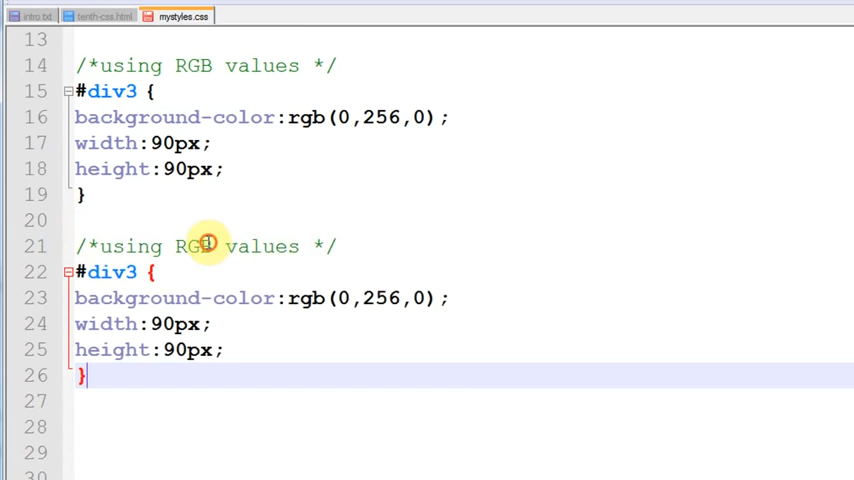 intro.txt tenth-css.html mystyles.css
13
14 /*using RGB values */
15 #div3 {
16 background-color:rgb(0,256,0);
17 width:90px;
18 height:90px;
19 }
20
21 /*using RGB values */
22 #div3 {
23 background-color:rgb(0,256,0);
24 width:90px;
25 height:90px;
26 }
27
28
29
30